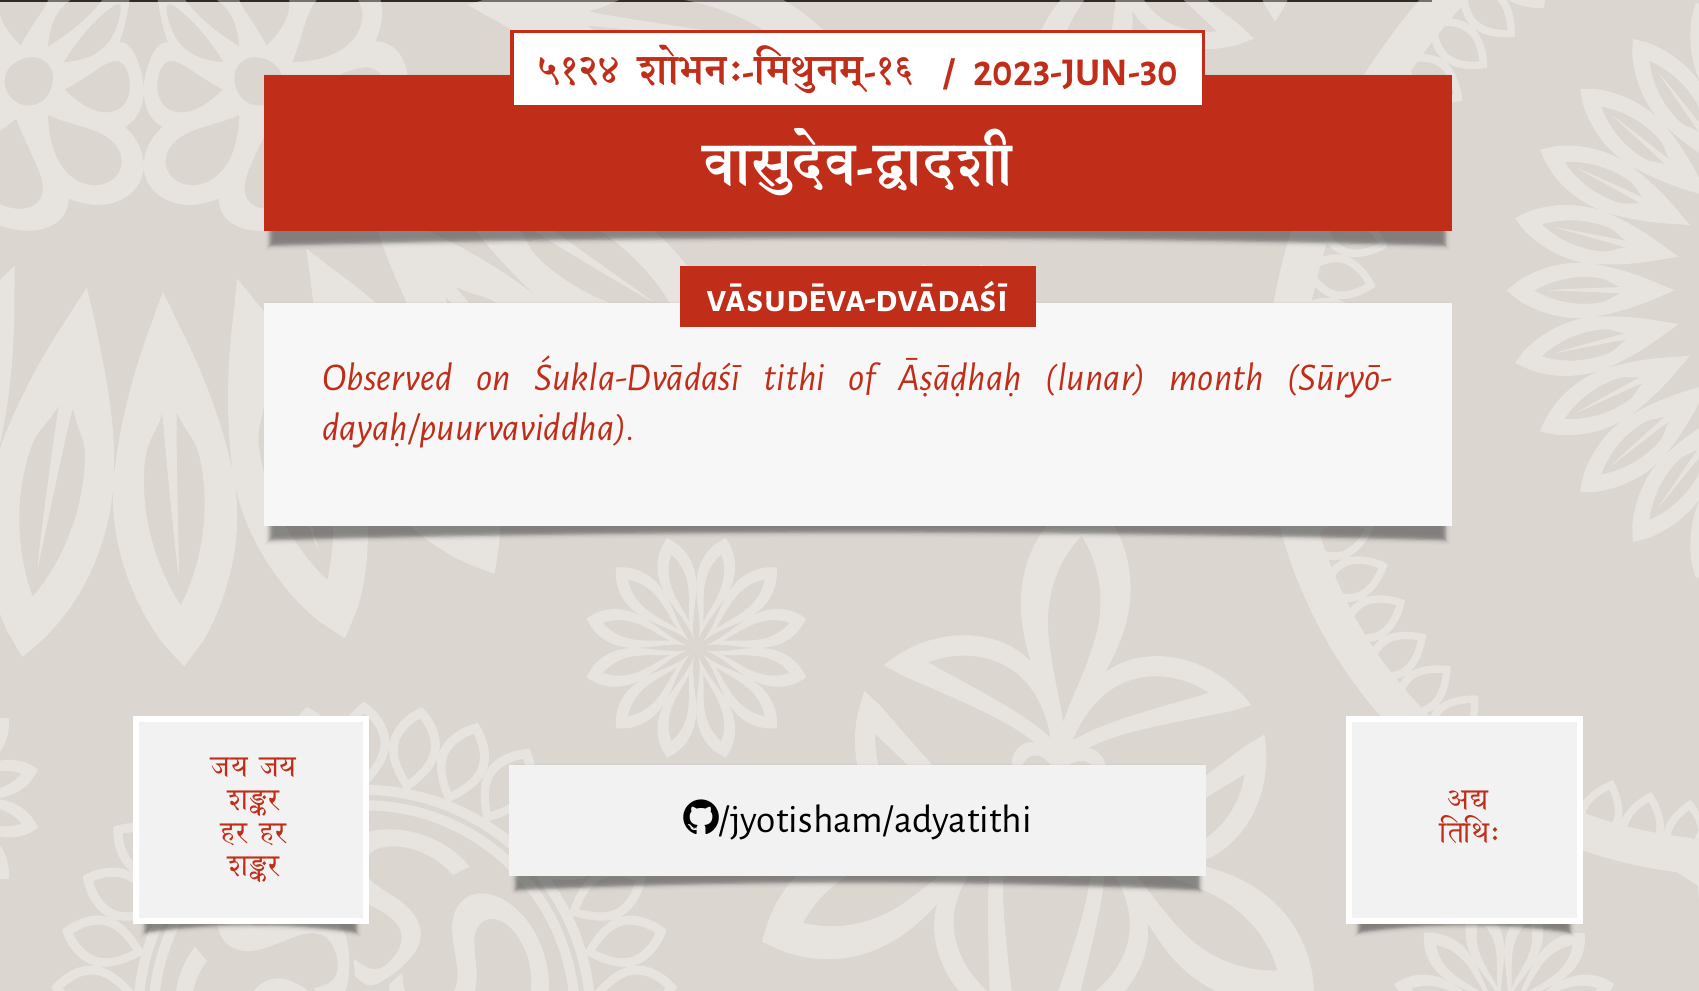 ५१२४ शोभनः-मिथुनम्-१६ / 2023-JUN-30
वासुदेव-द्वादशी
VĀSUDĒVA-DVĀDAŚĪ
Observed on Śukla-Dvādaśī tithi of Āṣāḍhaḥ (lunar) month (Sūryō-
dayaḥ/puurvaviddha).
जय जय
शङ्कर
हर हर
शङ्कर
/jyotisham/adyatithi
अद्य
तिथिः